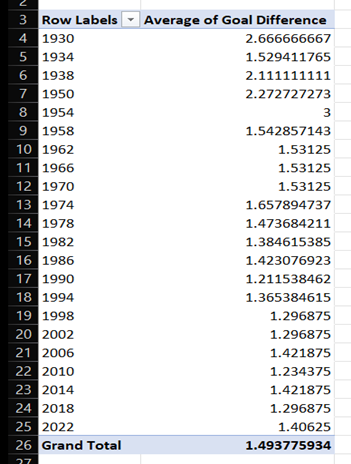 3 Row Labels Average of Goal Difference
4 1930 2.666666667
5 1934 1.529411765
6 1938 2.111111111
7 1950 2.272727273
8 1954 3
9 1958 1.542857143
10 1962 1.53125
11 1966 1.53125
12 1970 1.53125
13 1974 1.657894737
14 1978 1.473684211
15 1982 1.384615385
16 1986 1.423076923
17 1990 1.211538462
18 1994 1.365384615
19 1998 1.296875
20 2002 1.296875
21 2006 1.421875
22 2010 1.234375
23 2014 1.421875
24 2018 1.296875
25 2022 1.40625
26 Grand Total 1.493775934